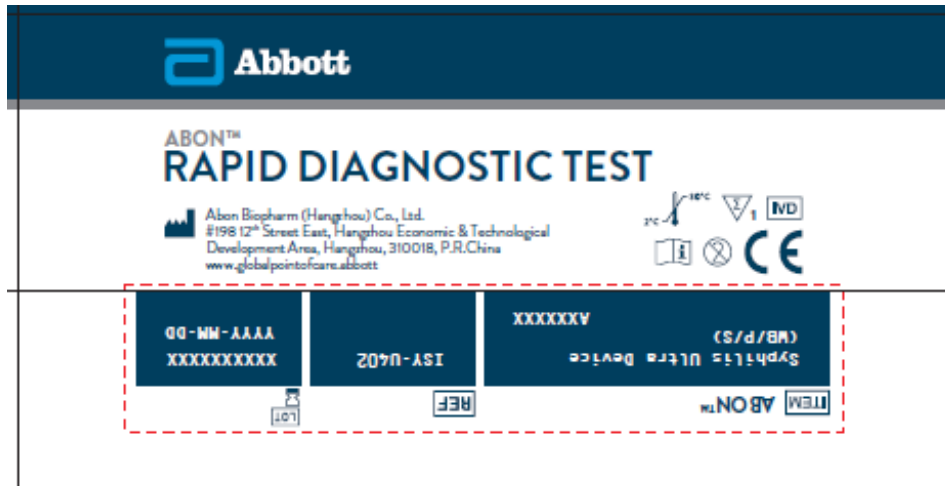 Abbott
ABON™
RAPID DIAGNOSTIC TEST
Abon Biopharm (Hangzhou) Co., Ltd.
#198 12th Street East, Hangzhou Economic & Technological
Development Area, Hangzhou, 310018, P.R.China
www.globalpointofcare.abbott
2°C
Σ 1
IVD
i
2
CE
ITEM ABON™
Syphilis Ultra Device
(WB/P/S)
AXXXXXX
REF
ISY-U402
LOT
XXXXXXXXXX
YYYY-MM-DD